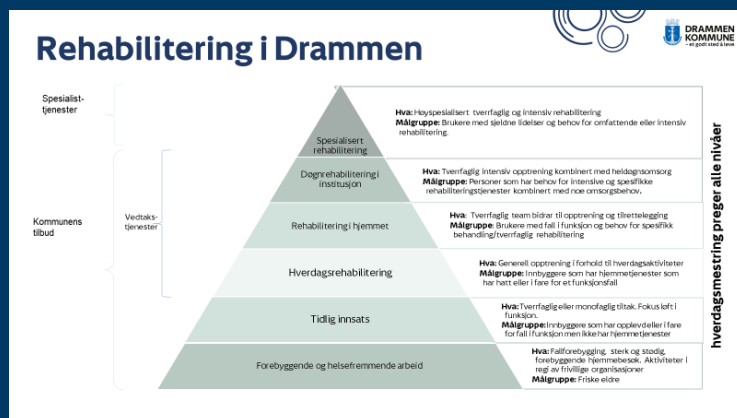 Rehabilitering i Drammen
DRAMMEN
KOMMUNE
– et godt sted å leve
Spesialist-
tjenester
Kommunens
tilbud
Vedtaks-
tjenester
Spesialisert
rehabilitering
Hva: Høyspesialisert tverrfaglig og intensiv rehabilitering
Målgruppe: Brukere med sjeldne lidelser og behov for omfattende eller intensiv
rehabilitering.
Døgnrehabilitering i
institusjon
Hva: Tverrfaglig intensiv opptrening kombinert med heldøgnsomsorg
Målgruppe: Personer som har behov for intensive og spesifikke
rehabiliteringstjenester kombinert med noe omsorgsbehov.
Rehabilitering i hjemmet
Hva: Tverrfaglig team bidrar til opptrening og tilrettelegging
Målgruppe: Brukere med fall i funksjon og behov for spesifikk
behandling/tverrfaglig rehabilitering
Hverdagsrehabilitering
Hva: Generell opptrening i forhold til hverdagsaktiviteter
Målgruppe: Innbyggere som har hjemmetjenester som
har hatt eller i fare for et funksjonsfall
Tidlig innsats
Hva: Tverrfaglig eller monofaglig tiltak. Fokus løft i
funksjon.
Målgruppe: Innbyggere som har opplevd eller i fare
for fall i funksjon men ikke har hjemmetjenester
Forebyggende og helsefremmende arbeid
Hva: Fallforebygging, sterk og stødig,
forebyggende hjemmebesøk. Aktiviteter i
regi av frivillige organisasjoner
Målgruppe: Friske eldre
hverdagsmestring preger alle nivåer